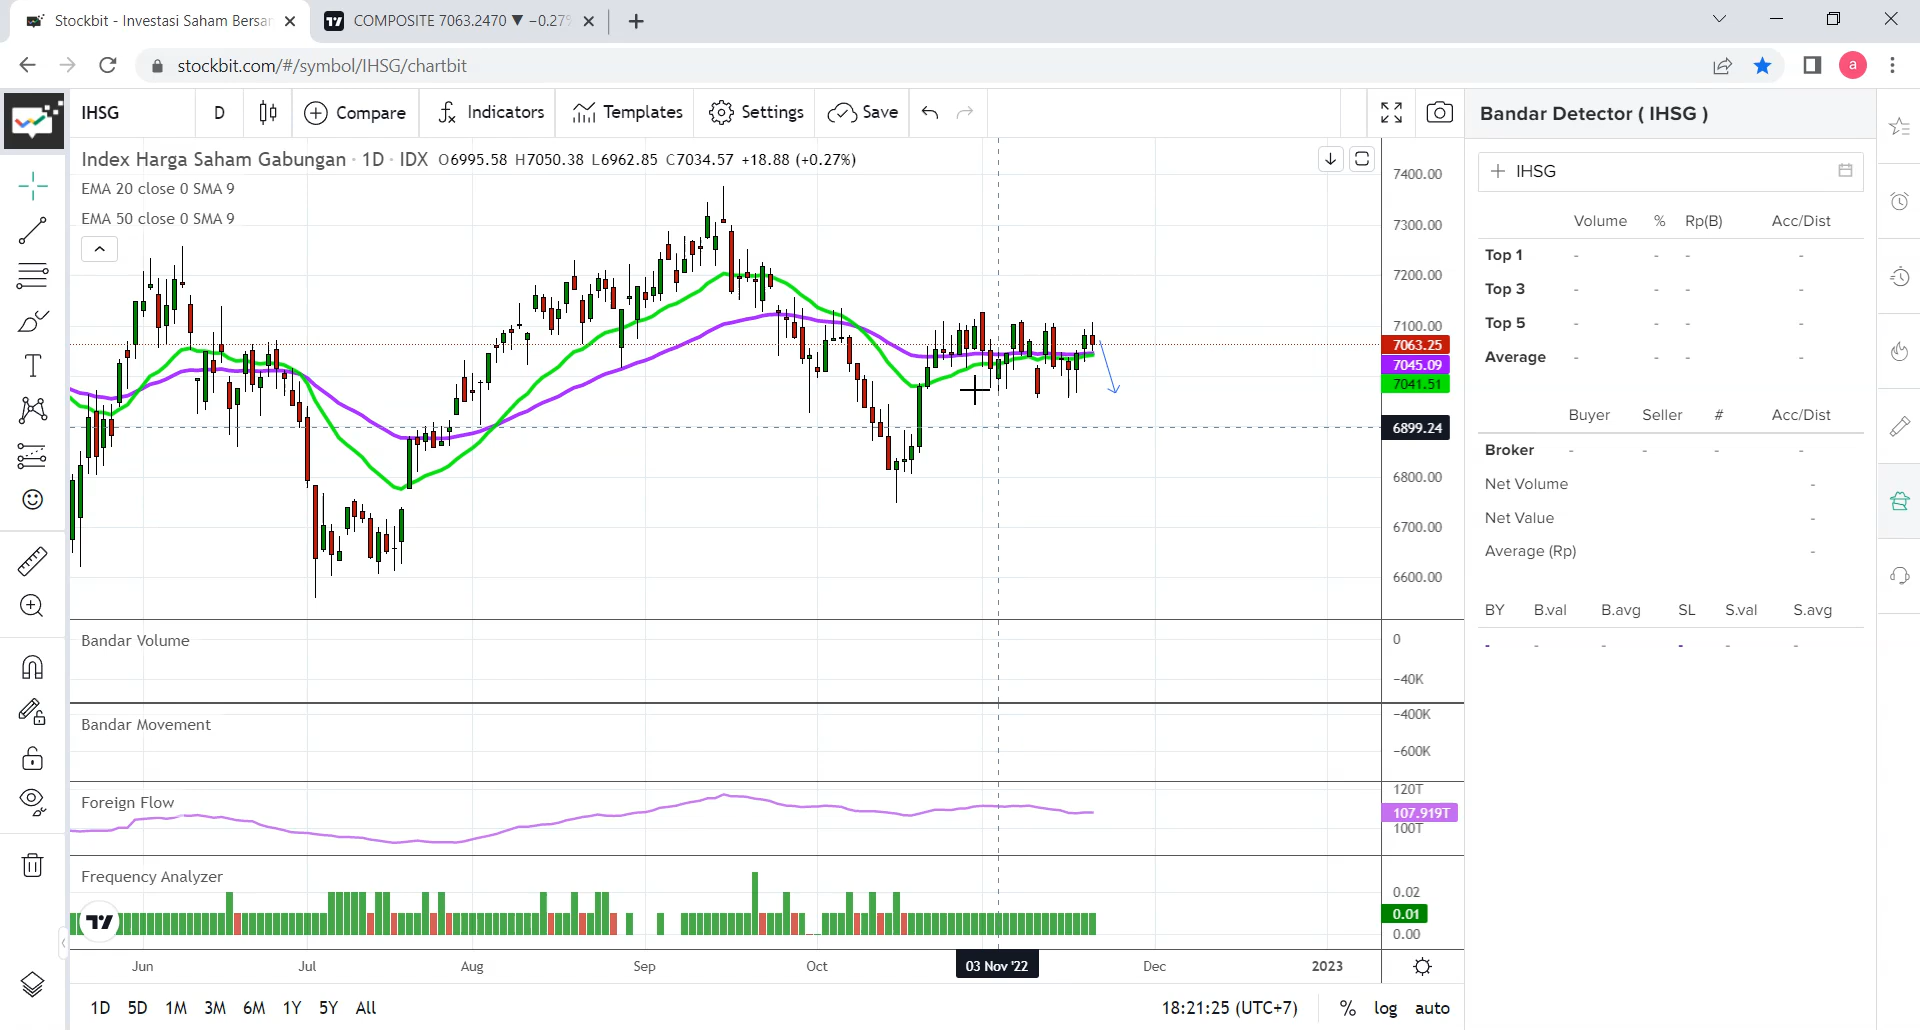 Stockbit - Investasi Saham Bersar
COMPOSITE 7063.2470 ▼ −0.27%
stockbit.com/#/symbol/IHSG/chartbit
a
IHSG
D
Compare
Indicators
Templates
Settings
Save
Index Harga Saham Gabungan · 1D · IDX O6995.58 H7050.38 L6962.85 C7034.57 +18.88 (+0.27%)
EMA 20 close 0 SMA 9
EMA 50 close 0 SMA 9
7400.00
7300.00
7200.00
7100.00
7063.25
7045.09
7041.51
6899.24
6800.00
6700.00
6600.00
Bandar Volume
0
−40K
Bandar Movement
−400K
−600K
Foreign Flow
120T
107.919T
100T
Frequency Analyzer
0.02
0.01
0.00
Jun Jul Aug Sep Oct 03 Nov '22 Dec 2023
1D 5D 1M 3M 6M 1Y 5Y All
18:21:25 (UTC+7) % log auto
Bandar Detector ( IHSG )
IHSG
Volume % Rp(B) Acc/Dist
Top 1 - - - -
Top 3 - - - -
Top 5 - - - -
Average - - - -
Buyer Seller # Acc/Dist
Broker - - - -
Net Volume -
Net Value -
Average (Rp) -
BY B.val B.avg SL S.val S.avg
- - - - - -